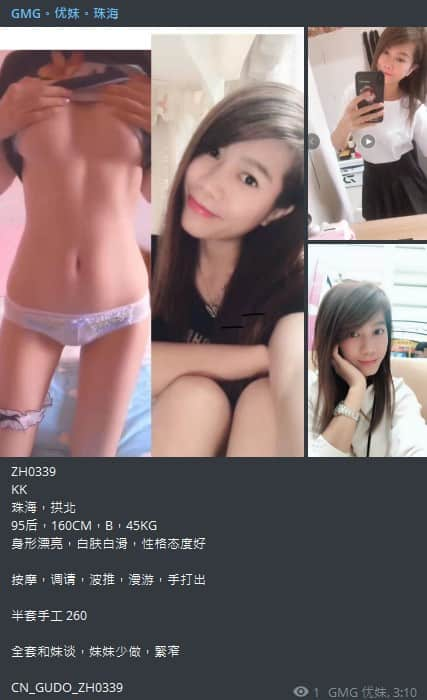 GMG。优妹。珠海
ZH0339
KK
珠海，拱北
95后，160CM，B，45KG
身形漂亮，白肤白滑，性格态度好
按摩，调请，波推，漫游，手打出
半套手工 260
全套和妹谈，妹妹少做，紧窄
CN_GUDO_ZH0339
1 GMG 优妹, 3:10